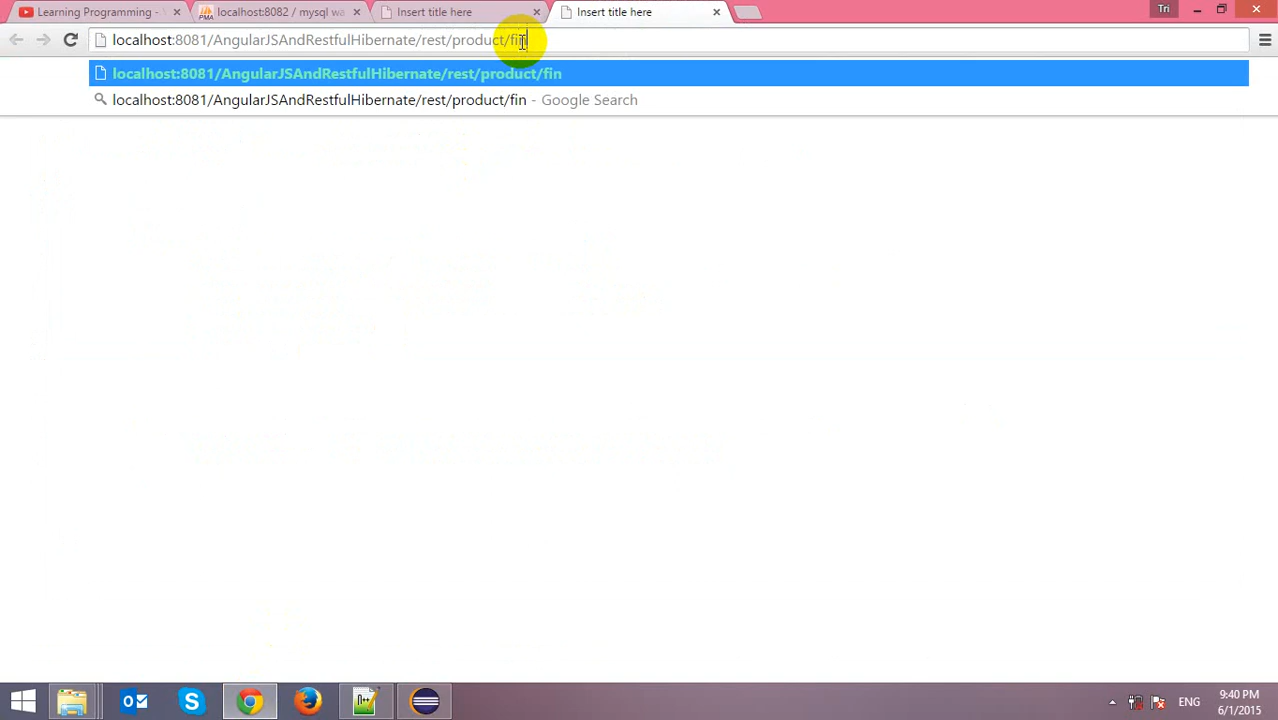 Learning Programming -
localhost:8082 / mysql wa
Insert title here
Insert title here
Tri
localhost:8081/AngularJSAndRestfulHibernate/rest/product/fin
localhost:8081/AngularJSAndRestfulHibernate/rest/product/fin
localhost:8081/AngularJSAndRestfulHibernate/rest/product/fin - Google Search
ENG
9:40 PM
6/1/2015